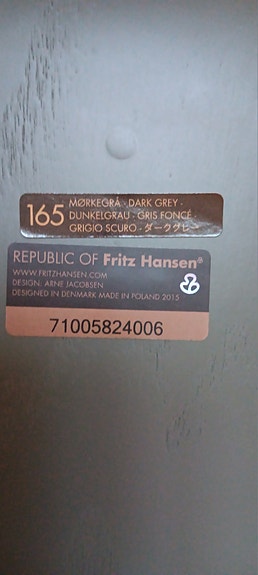 165
MØRKEGRÅ · DARK GREY ·
DUNKELGRAU · GRIS FONCÉ ·
GRIGIO SCURO · ダークグレー
REPUBLIC OF Fritz Hansen®
WWW.FRITZHANSEN.COM
DESIGN: ARNE JACOBSEN
DESIGNED IN DENMARK MADE IN POLAND 2015
71005824006